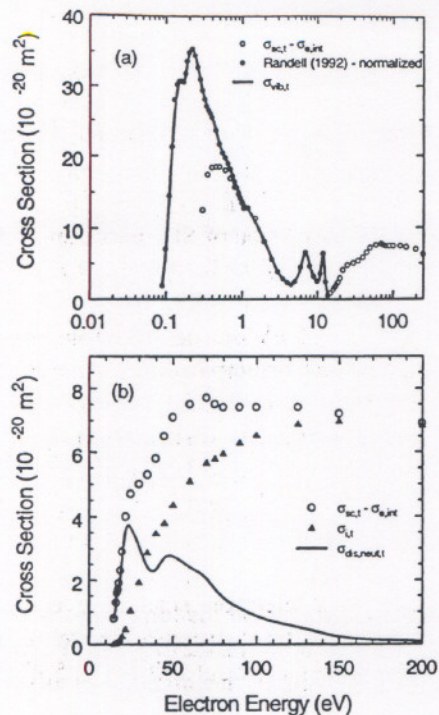 40
(a)
σsc,t - σe,int
Randell (1992) - normalized
σvib,t
30
20
10
0
Cross Section (10 -20 m2)
0.01 0.1 1 10 100
(b)
8
6
4
2
0
σsc,t - σe,int
σi,t
σdis,neut,t
Cross Section (10 -20 m2)
0 50 100 150 200
Electron Energy (eV)